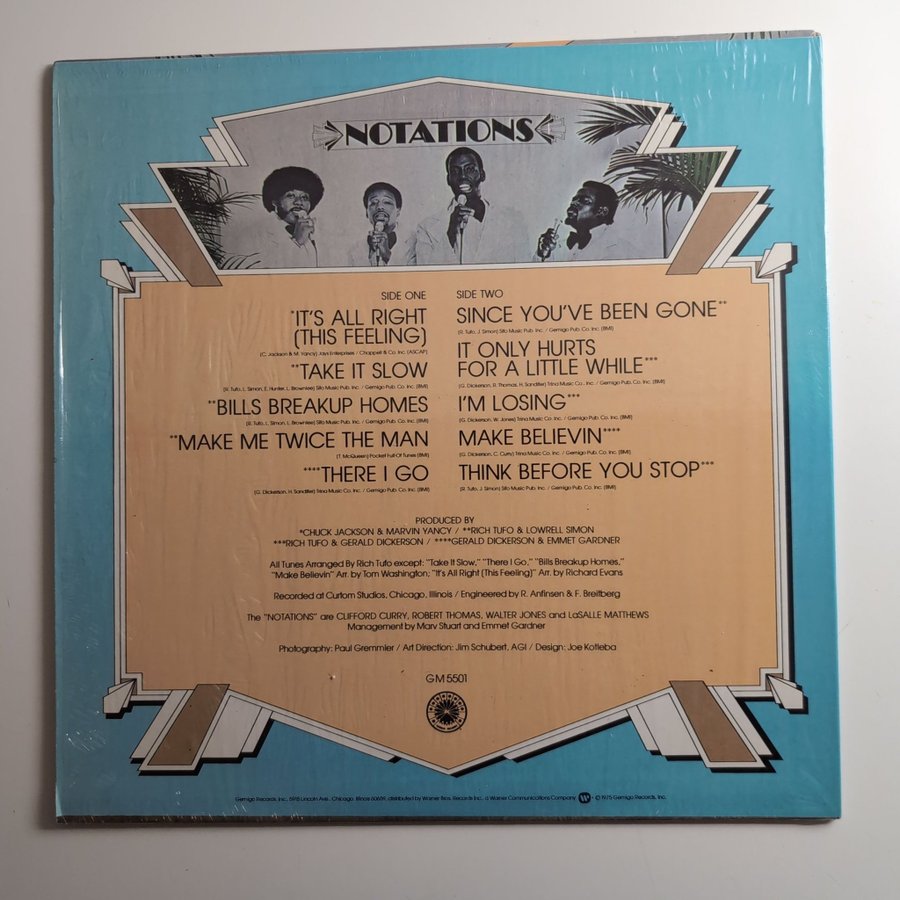 NOTATIONS
SIDE ONE
*IT'S ALL RIGHT
(THIS FEELING)
(C. Jackson & M. Yancy) Jays Enterprises / Chappell & Co. Inc. (ASCAP)
**TAKE IT SLOW
(R. Tufo, L. Simon, E. Hunter, L. Brownlee) Sifo Music Pub. Inc. / Gemigo Pub. Co. Inc. (BMI)
**BILLS BREAKUP HOMES
(R. Tufo, L. Simon, L. Brownlee) Sifo Music Pub. Inc. / Gemigo Pub. Co. Inc. (BMI)
**MAKE ME TWICE THE MAN
(T. McQueen) Pocket Full-Of Tunes (BMI)
****THERE I GO
(G. Dickerson, H. Sandifer) Trina Music Co. Inc. / Gemigo Pub. Co. Inc. (BMI)
SIDE TWO
SINCE YOU'VE BEEN GONE**
(R. Tufo, J. Simon) Sifo Music Pub. Inc. / Gemigo Pub. Co. Inc. (BMI)
IT ONLY HURTS
FOR A LITTLE WHILE***
(G. Dickerson, R. Thomas, H. Sandifer) Trina Music Co. Inc. / Gemigo Pub. Co. Inc. (BMI)
I'M LOSING***
(G. Dickerson, W. Jones) Trina Music Co. Inc. / Gemigo Pub. Co. Inc. (BMI)
MAKE BELIEVIN****
(G. Dickerson, C. Curry) Trina Music Co. Inc. / Gemigo Pub. Co. Inc. (BMI)
THINK BEFORE YOU STOP***
(R. Tufo, J. Simon) Sifo Music Pub. Inc. / Gemigo Pub. Co. Inc. (BMI)
PRODUCED BY
*CHUCK JACKSON & MARVIN YANCY / **RICH TUFO & LOWRELL SIMON
***RICH TUFO & GERALD DICKERSON / ****GERALD DICKERSON & EMMET GARDNER
All Tunes Arranged By Rich Tufo except: "Take It Slow," "There I Go," "Bills Breakup Homes,"
"Make Believin" Arr. by Tom Washington; "It's All Right (This Feeling)" Arr. by Richard Evans
Recorded at Curtom Studios, Chicago, Illinois / Engineered by R. Anfinsen & F. Breitberg
The "NOTATIONS" are CLIFFORD CURRY, ROBERT THOMAS, WALTER JONES and LaSALLE MATTHEWS
Management by Marv Stuart and Emmet Gardner
Photography: Paul Gremmler / Art Direction: Jim Schubert, AGI / Design: Joe Kotleba
GM 5501
Gemigo Records, Inc., 5915 Lincoln Ave., Chicago, Illinois 60659, distributed by Warner Bros. Records Inc., a Warner Communications Company © 1975 Gemigo Records, Inc.